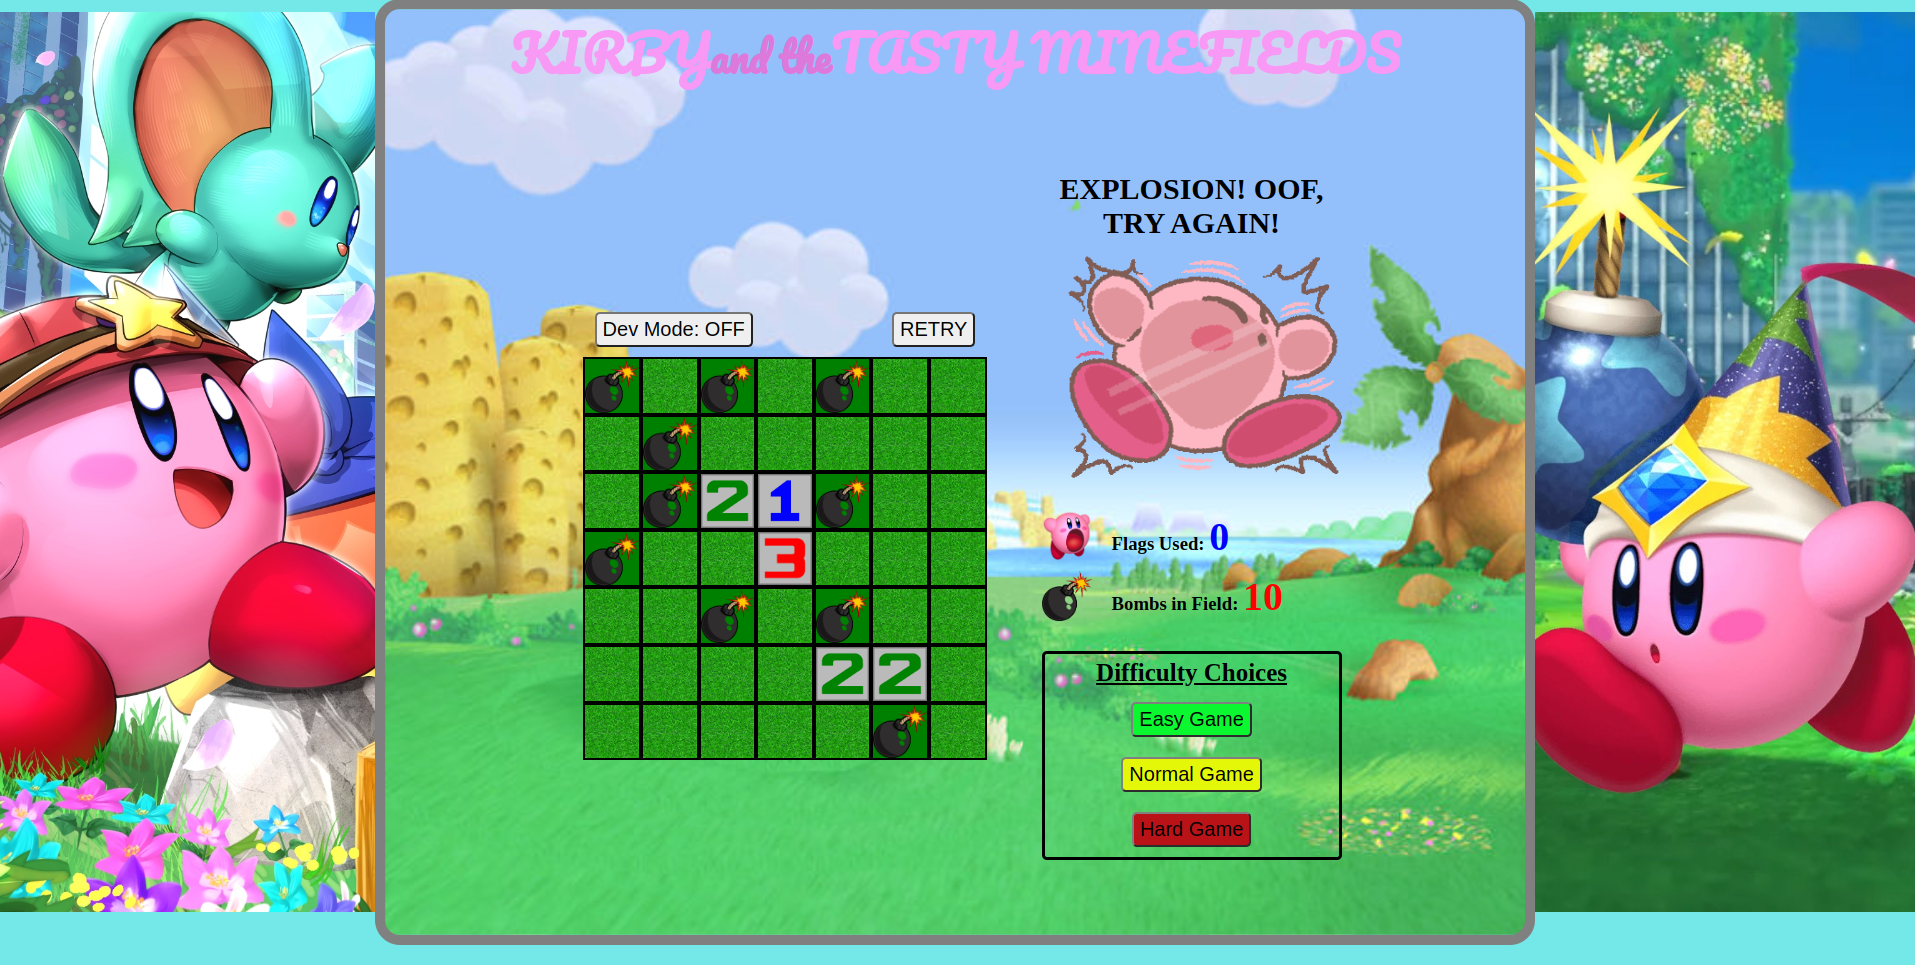 KIRBY and the TASTY MINEFIELDS
EXPLOSION! OOF,
TRY AGAIN!
Dev Mode: OFF
RETRY
2 1
3
2 2
Flags Used: 0
Bombs in Field: 10
Difficulty Choices
Easy Game
Normal Game
Hard Game